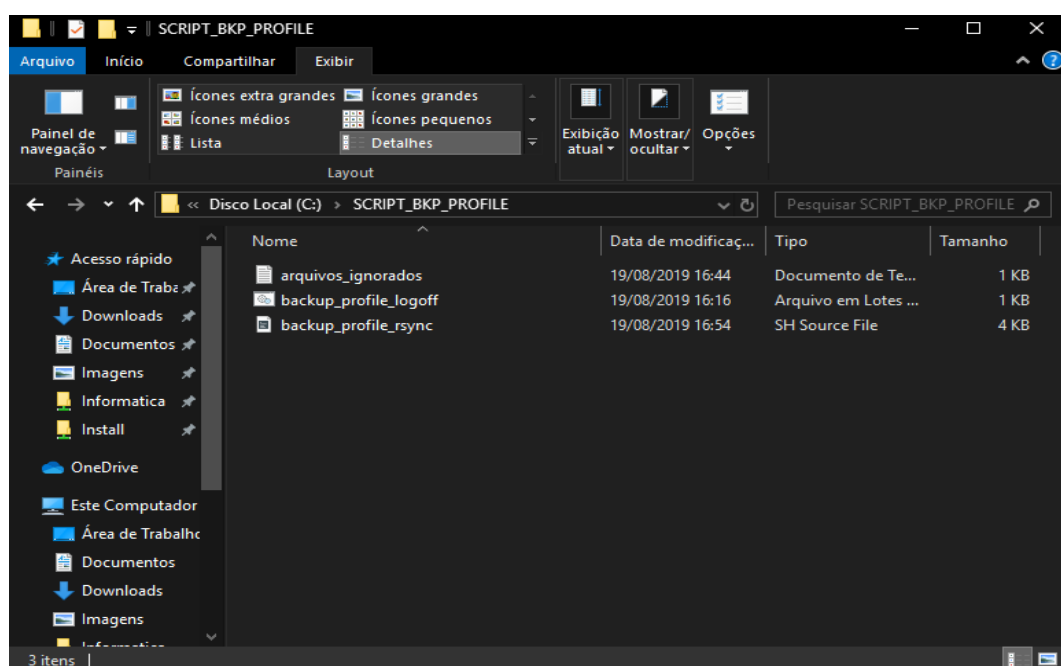 SCRIPT_BKP_PROFILE
Arquivo Início Compartilhar Exibir
Ícones extra grandes Ícones grandes
Ícones médios Ícones pequenos
Lista Detalhes
Painel de navegação
Exibição atual
Mostrar/ ocultar
Opções
Painéis Layout
« Disco Local (C:) > SCRIPT_BKP_PROFILE
Pesquisar SCRIPT_BKP_PROFILE
Nome Data de modificaç... Tipo Tamanho
arquivos_ignorados 19/08/2019 16:44 Documento de Te... 1 KB
backup_profile_logoff 19/08/2019 16:16 Arquivo em Lotes ... 1 KB
backup_profile_rsync 19/08/2019 16:54 SH Source File 4 KB
Acesso rápido
Área de Traba
Downloads
Documentos
Imagens
Informatica
Install
OneDrive
Este Computador
Área de Trabalho
Documentos
Downloads
Imagens
3 itens